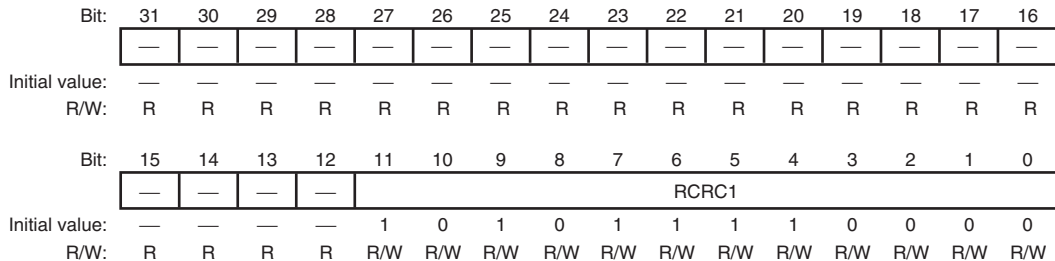 Bit: 31 30 29 28 27 26 25 24 23 22 21 20 19 18 17 16
— — — — — — — — — — — — — — — —
Initial value: — — — — — — — — — — — — — — — —
R/W: R R R R R R R R R R R R R R R R
Bit: 15 14 13 12 11 10 9 8 7 6 5 4 3 2 1 0
— — — — RCRC1
Initial value: — — — — 1 0 1 0 1 1 1 1 0 0 0 0
R/W: R R R R R/W R/W R/W R/W R/W R/W R/W R/W R/W R/W R/W R/W